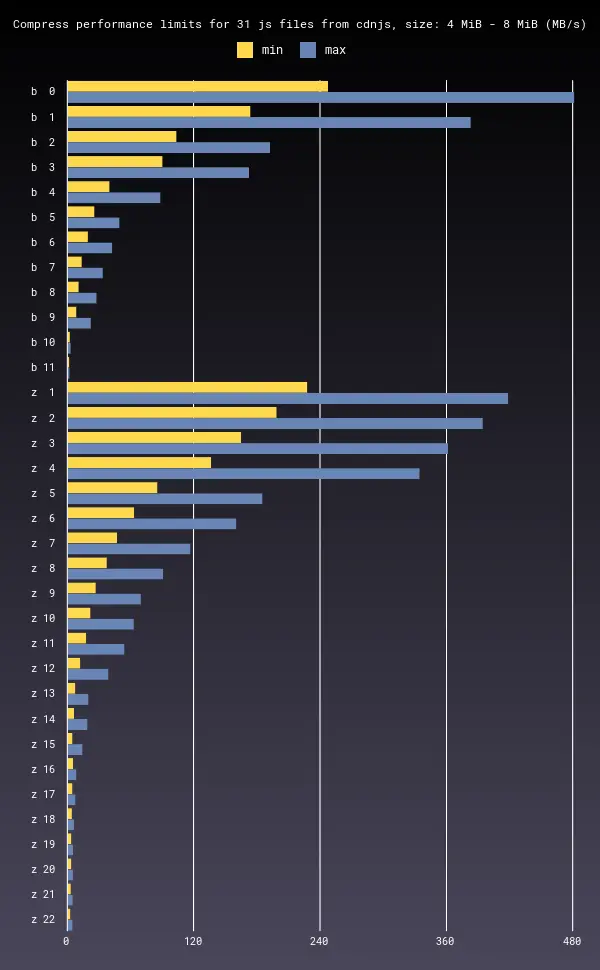 Compress performance limits for 31 js files from cdnjs, size: 4 MiB - 8 MiB (MB/s)
min max
b 0
b 1
b 2
b 3
b 4
b 5
b 6
b 7
b 8
b 9
b 10
b 11
z 1
z 2
z 3
z 4
z 5
z 6
z 7
z 8
z 9
z 10
z 11
z 12
z 13
z 14
z 15
z 16
z 17
z 18
z 19
z 20
z 21
z 22
0 120 240 360 480